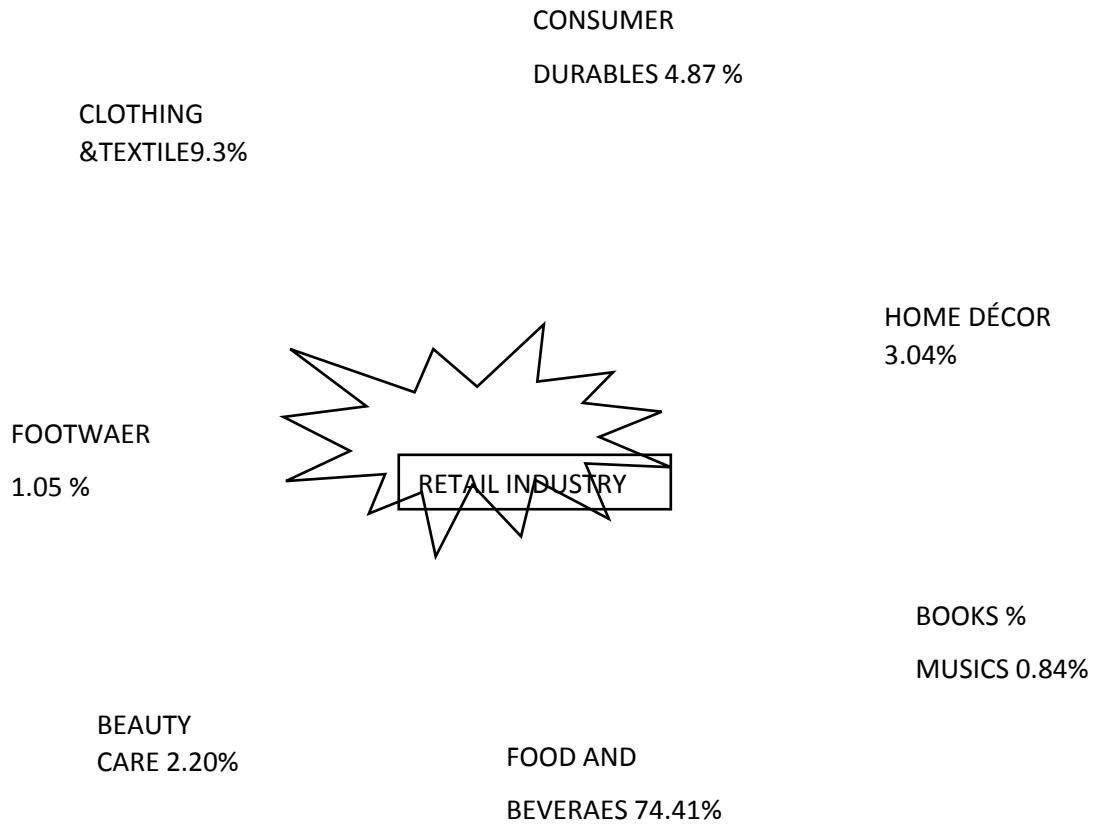 CONSUMER
DURABLES 4.87 %
CLOTHING
&TEXTILE9.3%
HOME DÉCOR
3.04%
FOOTWAER
1.05 %
RETAIL INDUSTRY
BOOKS %
MUSICS 0.84%
BEAUTY
CARE 2.20%
FOOD AND
BEVERAES 74.41%